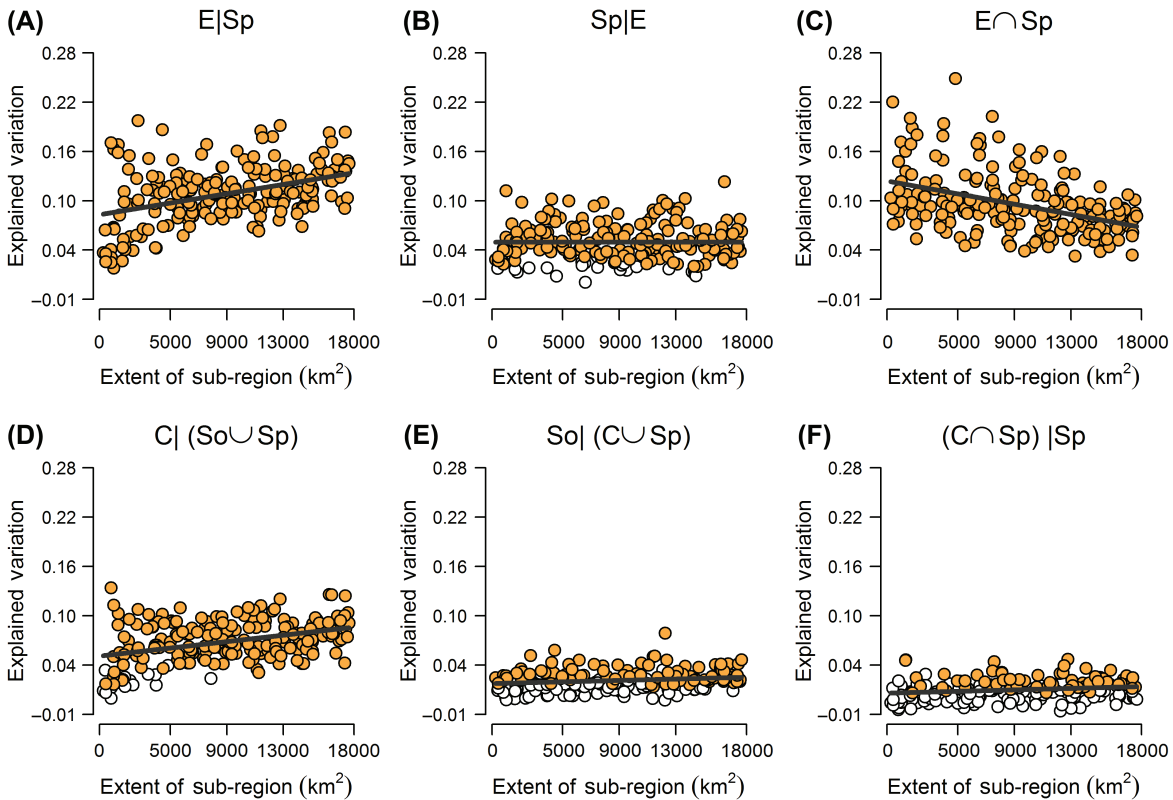 (A) E|Sp
(B) Sp|E
(C) E∩Sp
0.28 0.28 0.28
0.22 0.22 0.22
0.16 0.16 0.16
0.10 0.10 0.10
0.04 0.04 0.04
−0.01 −0.01 −0.01
Explained variation
Explained variation
Explained variation
0 5000 9000 13000 18000
0 5000 9000 13000 18000
0 5000 9000 13000 18000
Extent of sub-region (km²)
Extent of sub-region (km²)
Extent of sub-region (km²)
(D) C| (So∪Sp)
(E) So| (C∪Sp)
(F) (C∩Sp) |Sp
0.28 0.28 0.28
0.22 0.22 0.22
0.16 0.16 0.16
0.10 0.10 0.10
0.04 0.04 0.04
−0.01 −0.01 −0.01
Explained variation
Explained variation
Explained variation
0 5000 9000 13000 18000
0 5000 9000 13000 18000
0 5000 9000 13000 18000
Extent of sub-region (km²)
Extent of sub-region (km²)
Extent of sub-region (km²)